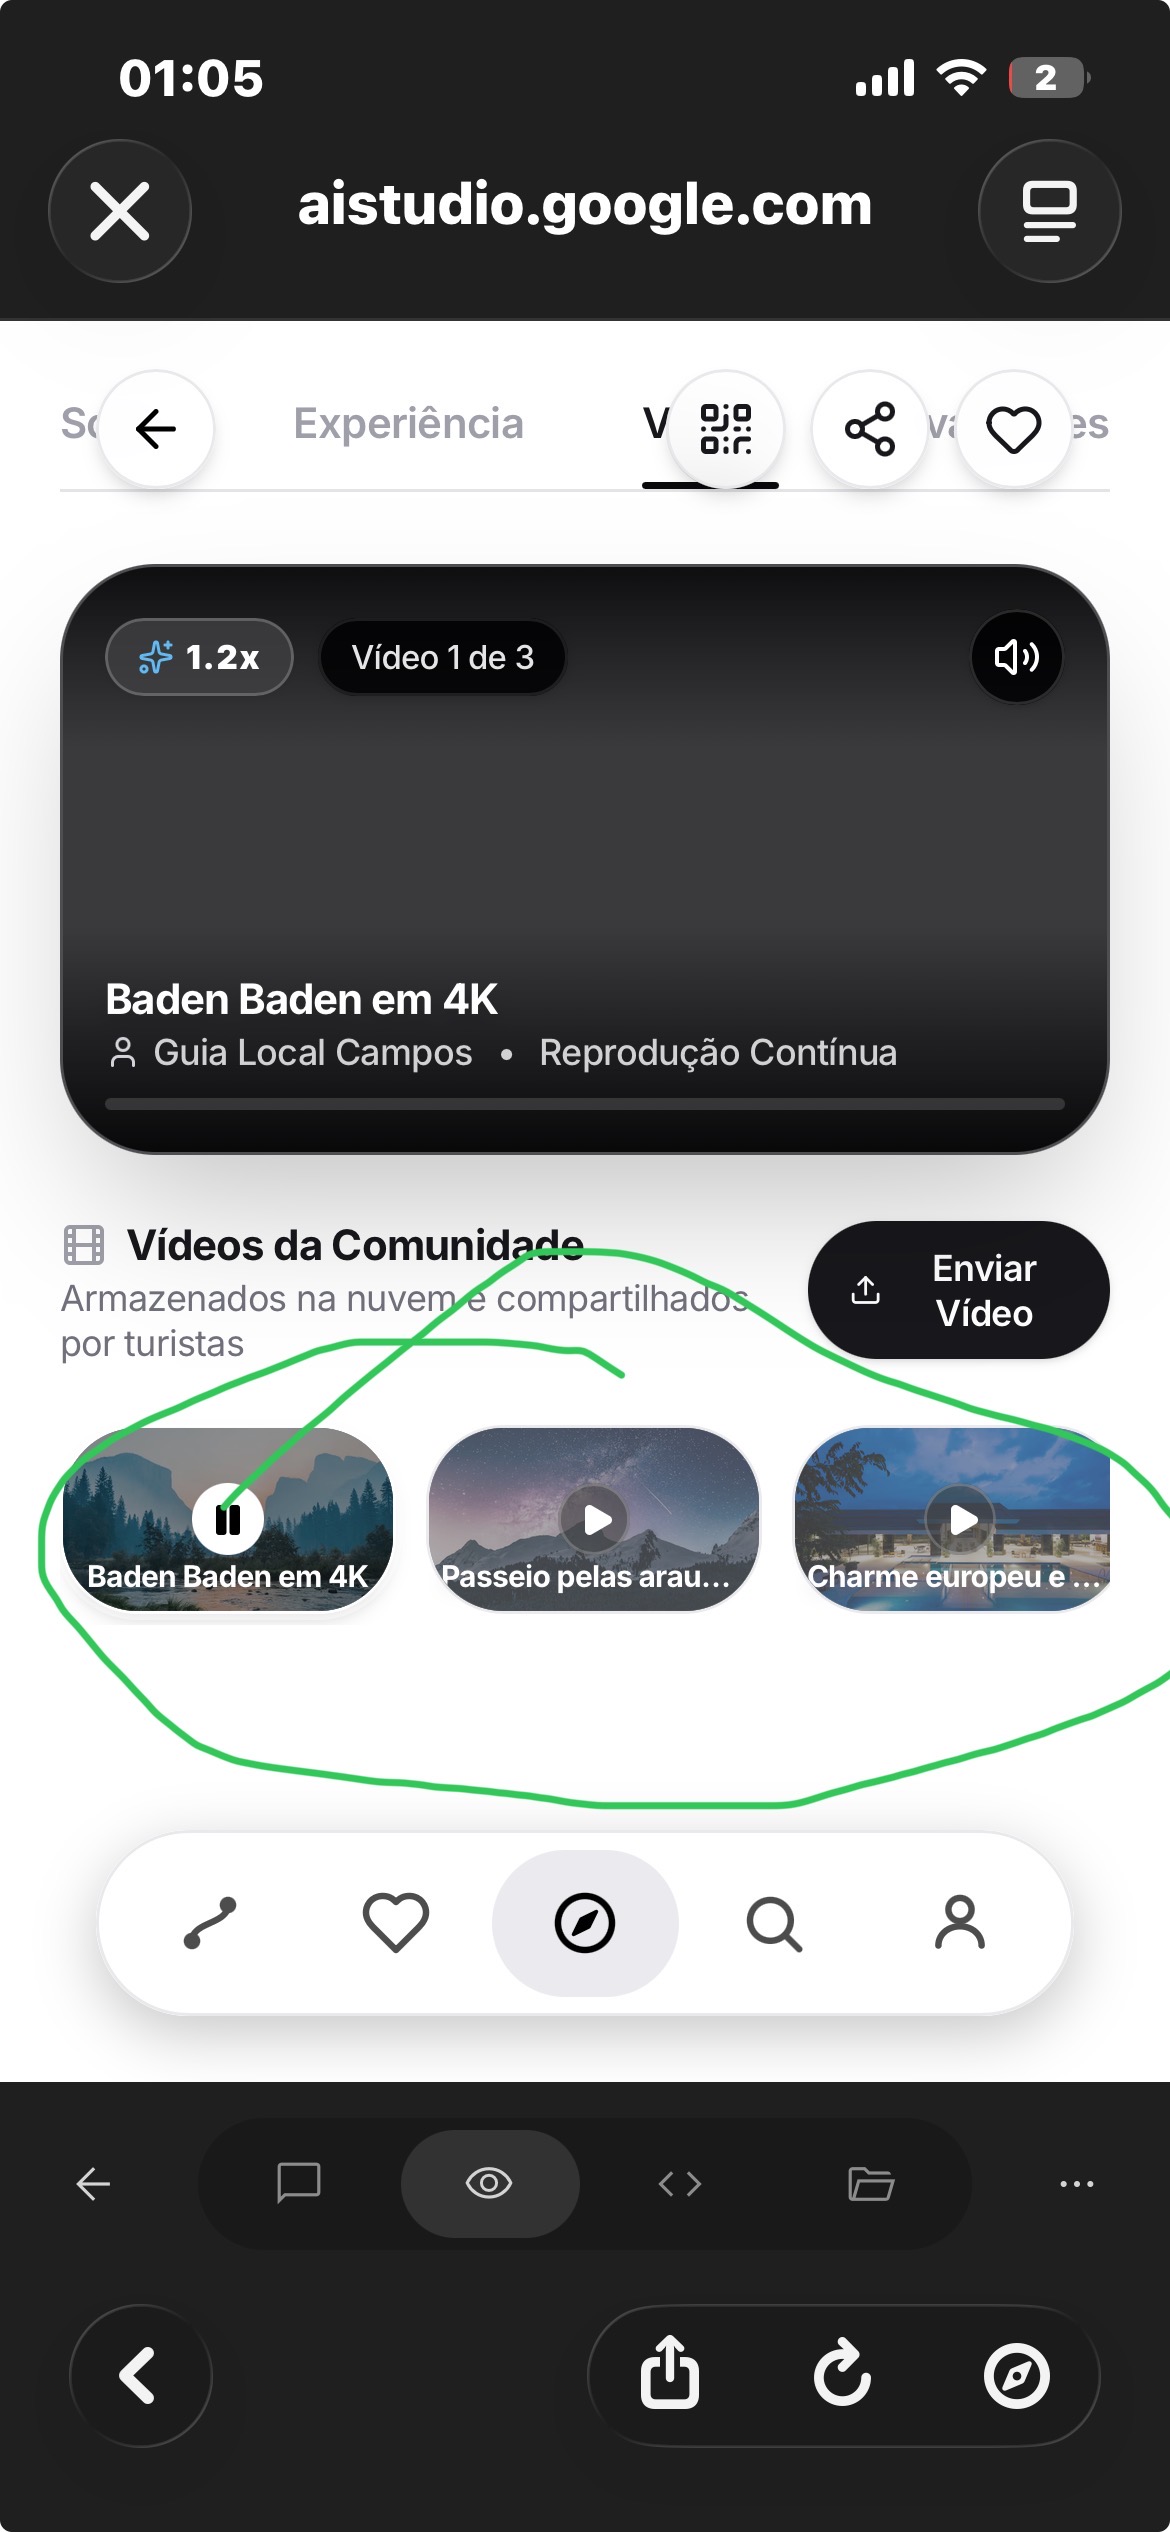 01:05
2
aistudio.google.com
Experiência
1.2x
Vídeo 1 de 3
Baden Baden em 4K
Guia Local Campos • Reprodução Contínua
Vídeos da Comunidade
Armazenados na nuvem e compartilhados
por turistas
Enviar
Vídeo
Baden Baden em 4K
Passeio pelas arau...
Charme europeu e ...